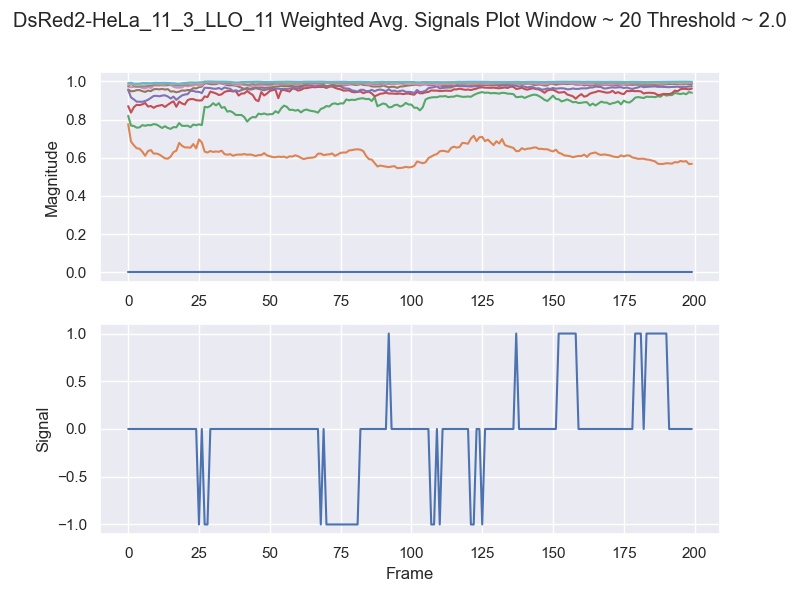 DsRed2-HeLa_11_3_LLO_11 Weighted Avg. Signals Plot Window ~ 20 Threshold ~ 2.0
1.0
0.8
0.6
0.4
0.2
0.0
Magnitude
0 25 50 75 100 125 150 175 200
1.0
0.5
0.0
−0.5
−1.0
Signal
0 25 50 75 100 125 150 175 200
Frame